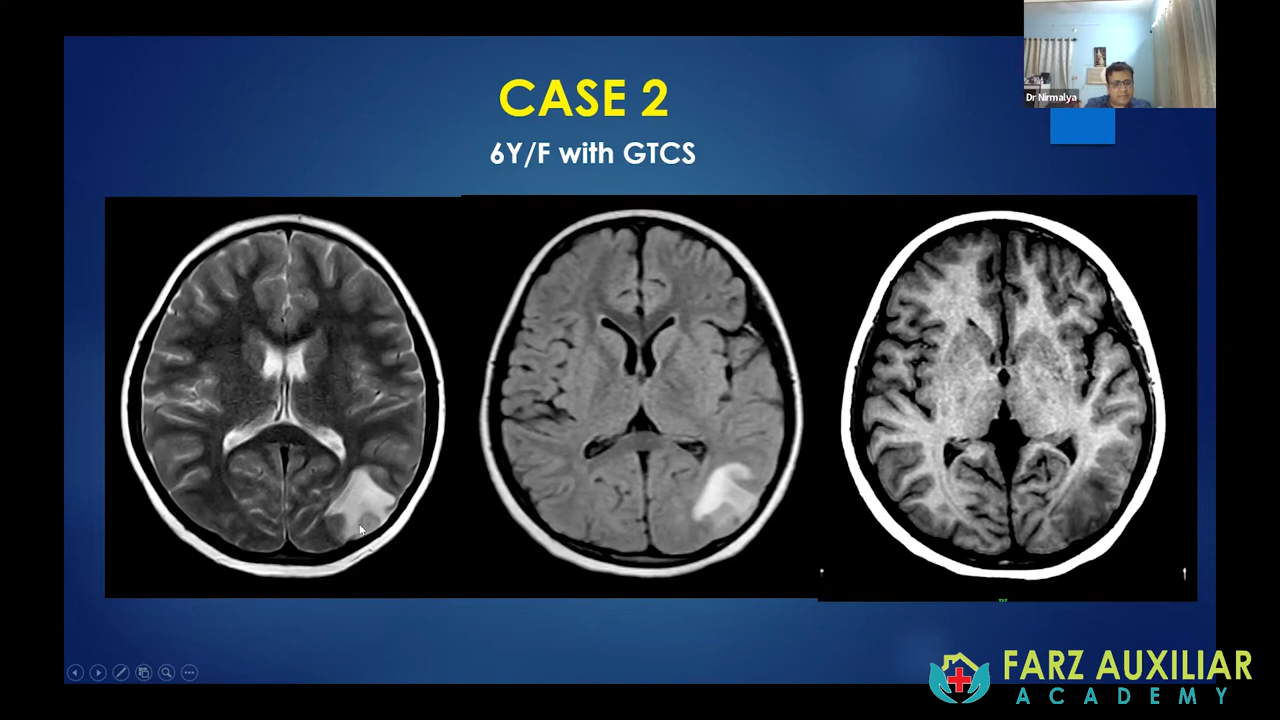 CASE 2
6Y/F with GTCS
Dr Nirmalya
FARZ AUXILIAR
ACADEMY